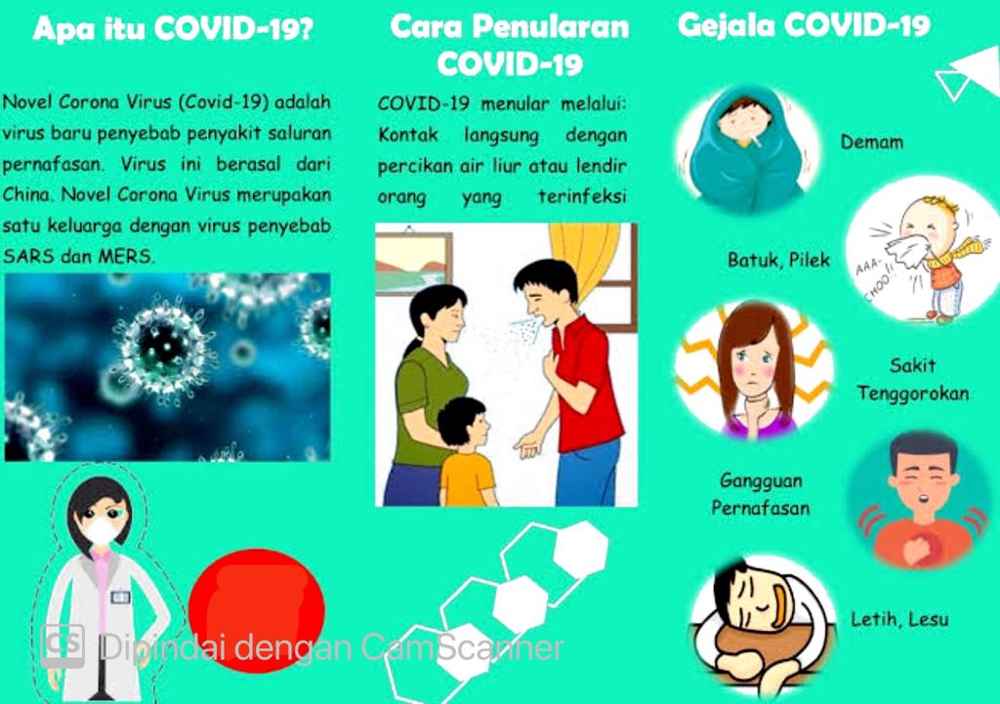 Apa itu COVID-19?
Novel Corona Virus (Covid-19) adalah
virus baru penyebab penyakit saluran
pernafasan. Virus ini berasal dari
China. Novel Corona Virus merupakan
satu keluarga dengan virus penyebab
SARS dan MERS.
Cara Penularan
COVID-19
COVID-19 menular melalui:
Kontak langsung dengan
percikan air liur atau lendir
orang yang terinfeksi
Gejala COVID-19
Demam
Batuk, Pilek
AAA-
CHOO!!
Sakit
Tenggorokan
Gangguan
Pernafasan
Letih, Lesu
CS Dipindai dengan CamScanner